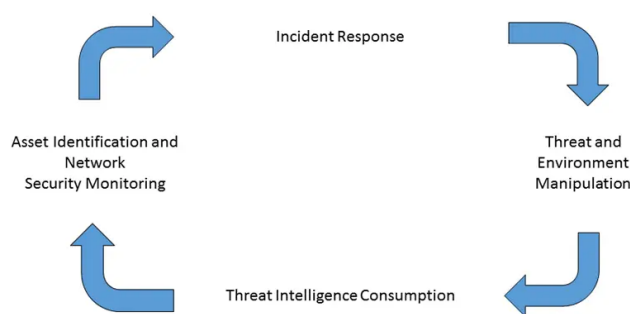 Incident Response
Asset Identification and
Network
Security Monitoring
Threat and
Environment
Manipulation
Threat Intelligence Consumption